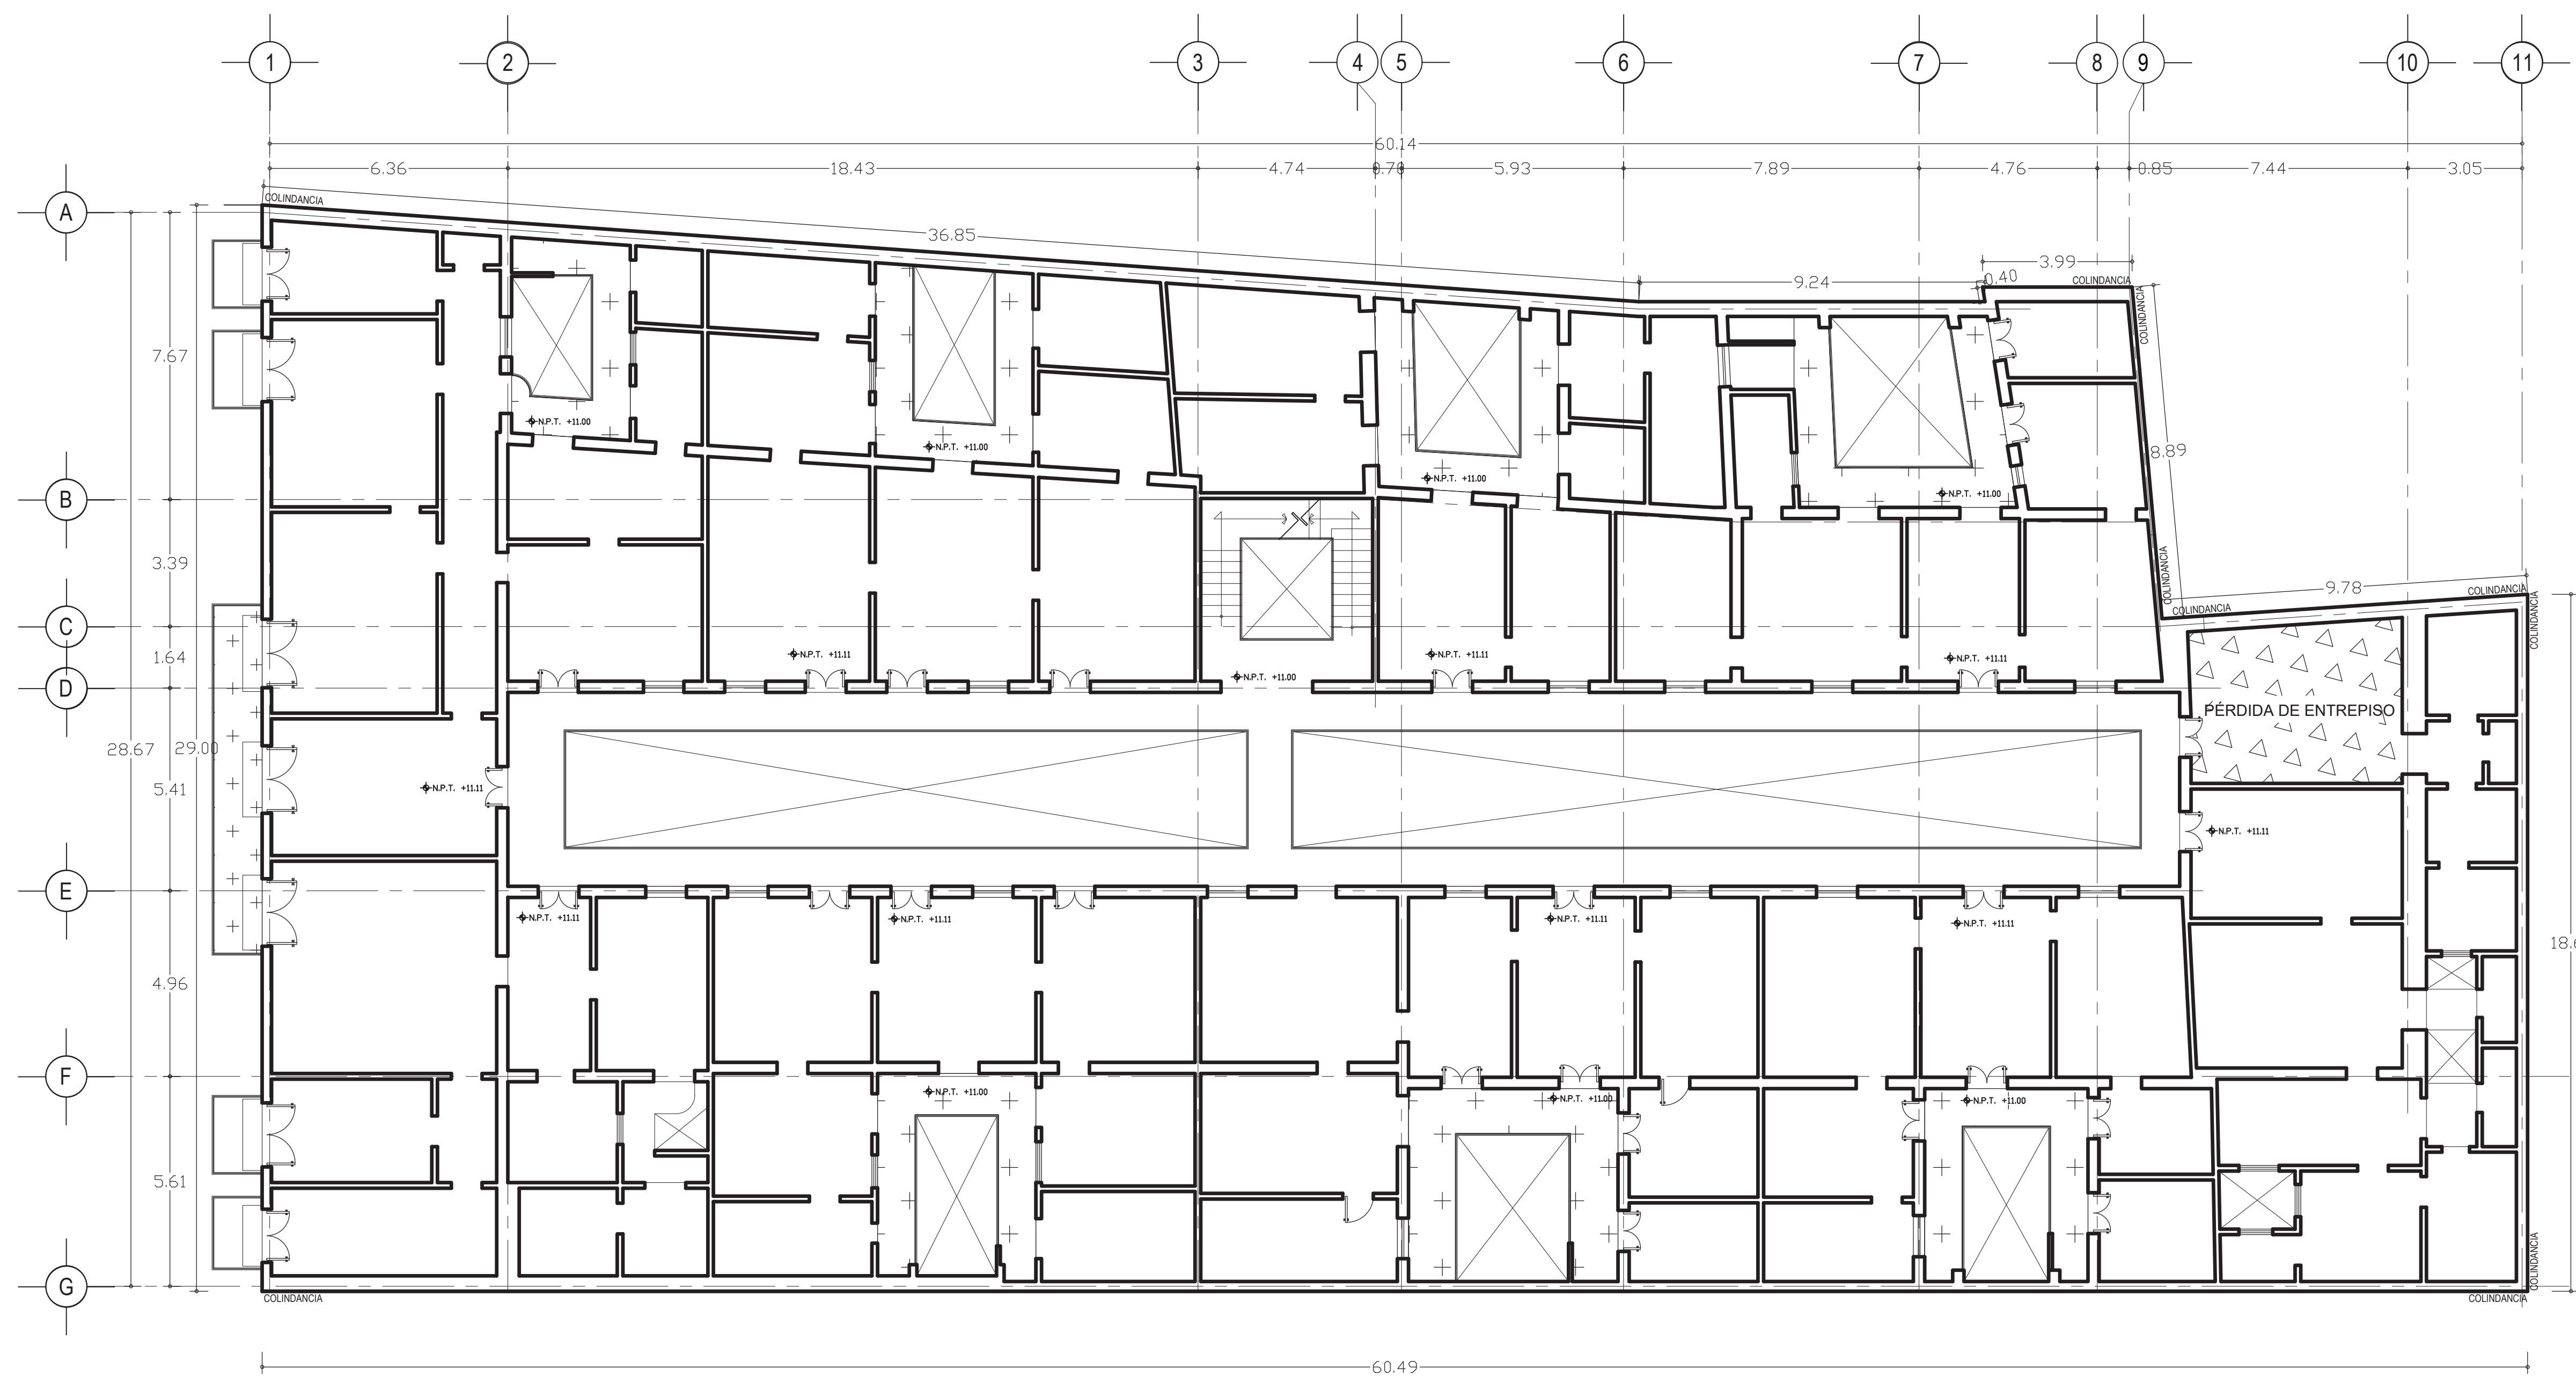 1 2 3 4 5 6 7 8 9 10 11
60.14
6.36 18.43 4.74 0.70 5.93 7.89 4.76 0.85 7.44 3.05
A
COLINDANCIA
36.85
3.99
9.24
0.40
COLINDANCIA
COLINDANCIA
7.67
N.P.T. +11.00
N.P.T. +11.00
N.P.T. +11.00
N.P.T. +11.00
8.89
B
3.39
COLINDANCIA
9.78
COLINDANCIA
COLINDANCIA
COLINDANCIA
C
1.64
N.P.T. +11.11
N.P.T. +11.11
N.P.T. +11.11
N.P.T. +11.00
D
PÉRDIDA DE ENTREPISO
28.67
29.00
5.41
N.P.T. +11.11
N.P.T. +11.11
E
N.P.T. +11.11
N.P.T. +11.11
N.P.T. +11.11
N.P.T. +11.11
4.96
F
N.P.T. +11.00
N.P.T. +11.00
N.P.T. +11.00
5.61
COLINDANCIA
G
COLINDANCIA
COLINDANCIA
60.49